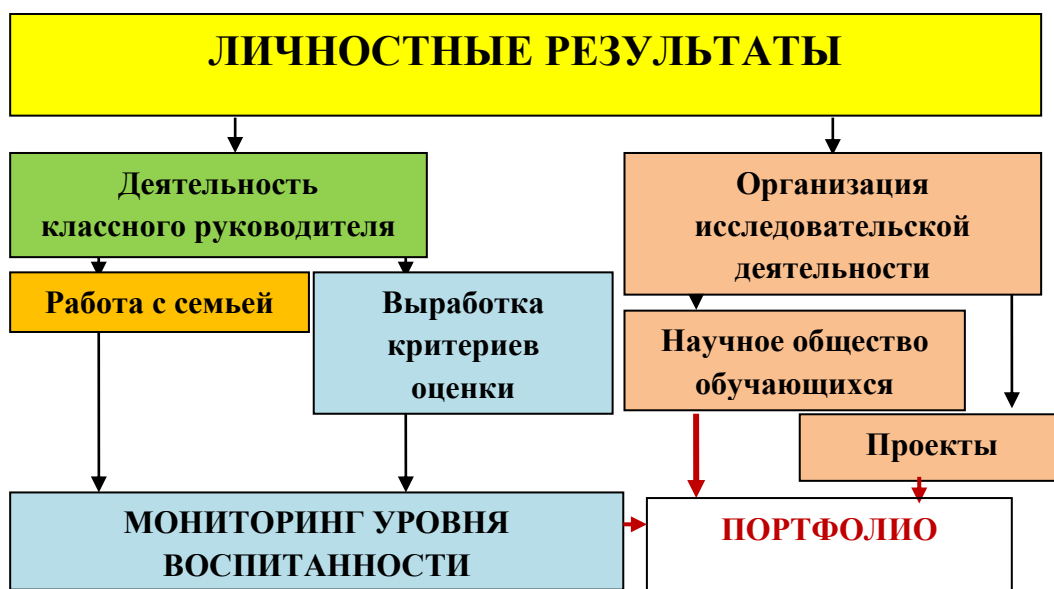 ЛИЧНОСТНЫЕ РЕЗУЛЬТАТЫ
Деятельность
классного руководителя
Организация
исследовательской
деятельности
Работа с семьей
Выработка
критериев
оценки
Научное общество
обучающихся
Проекты
МОНИТОРИНГ УРОВНЯ
ВОСПИТАННОСТИ
ПОРТФОЛИО